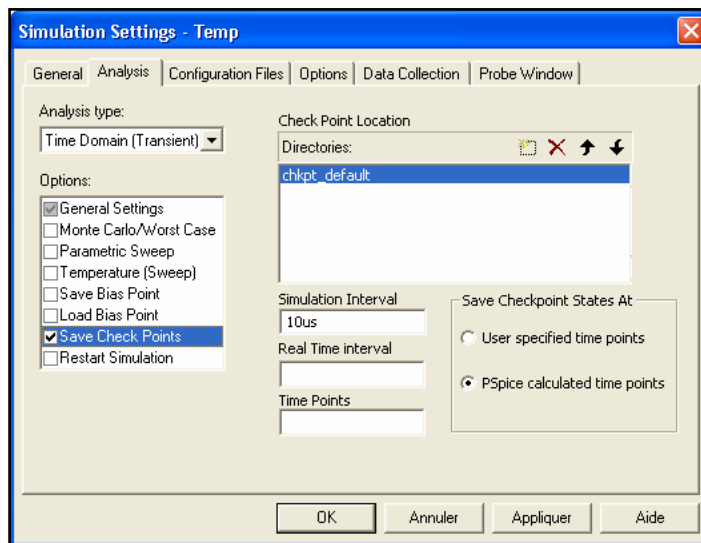 Simulation Settings - Temp
General Analysis Configuration Files Options Data Collection Probe Window
Analysis type:
Time Domain (Transient)
Options:
General Settings
Monte Carlo/Worst Case
Parametric Sweep
Temperature (Sweep)
Save Bias Point
Load Bias Point
Save Check Points
Restart Simulation
Check Point Location
Directories:
chkpt_default
Simulation Interval
10us
Real Time interval
Time Points
Save Checkpoint States At
User specified time points
PSpice calculated time points
OK Annuler Appliquer Aide